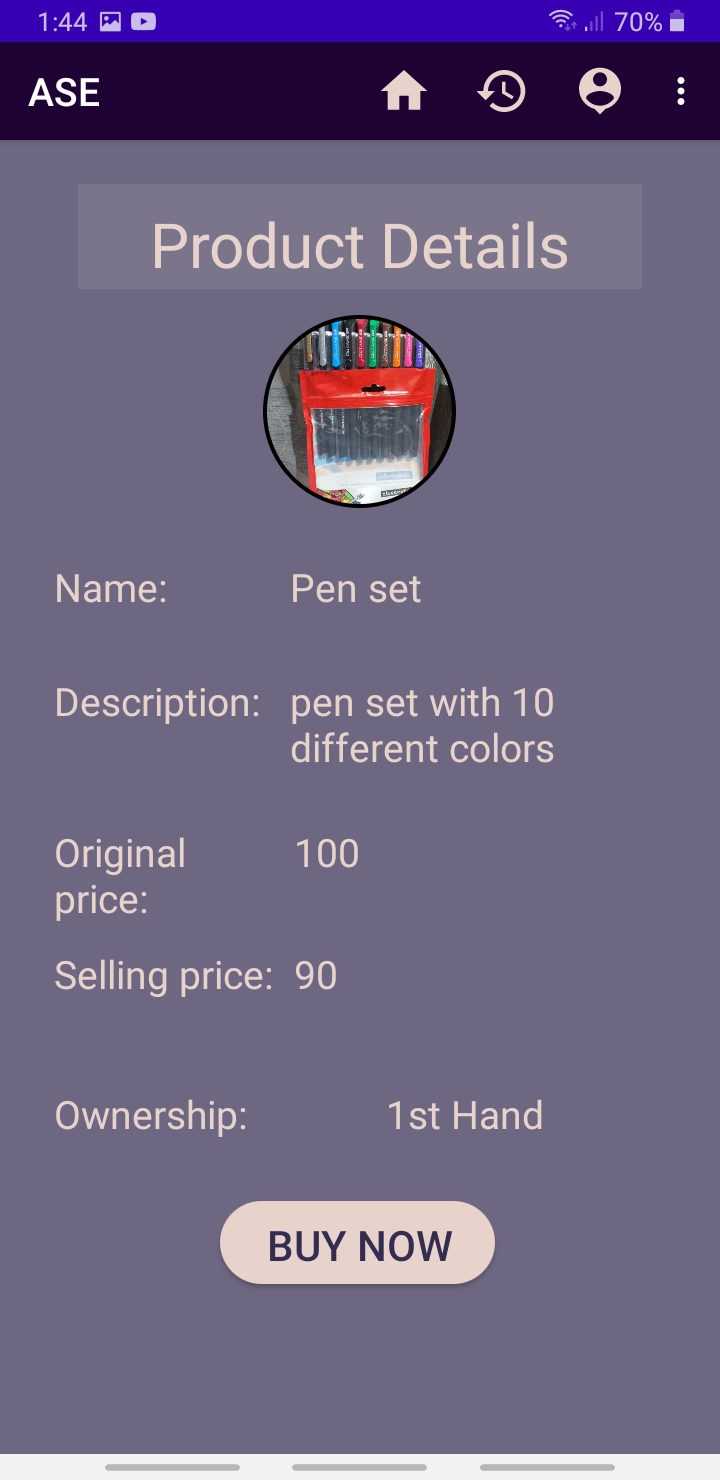 1:44 70%
ASE
Product Details
Name: Pen set
Description: pen set with 10
different colors
Original 100
price:
Selling price: 90
Ownership: 1st Hand
BUY NOW